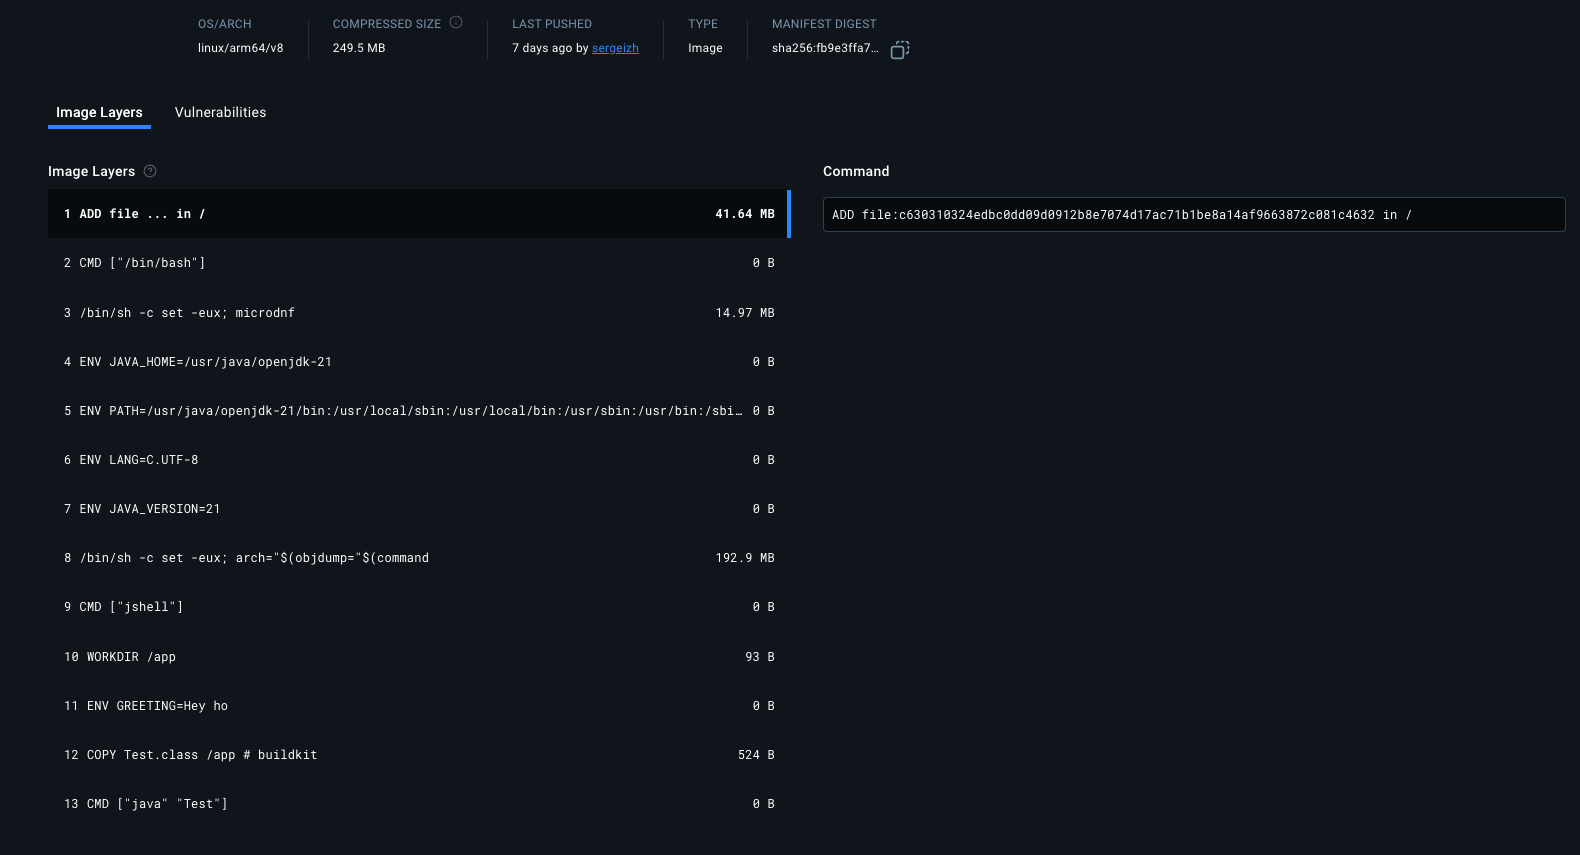 OS/ARCH COMPRESSED SIZE LAST PUSHED TYPE MANIFEST DIGEST
linux/arm64/v8 249.5 MB 7 days ago by sergeizh Image sha256:fb9e3ffa7...
Image Layers Vulnerabilities
Image Layers Command
1 ADD file ... in / 41.64 MB ADD file:c630310324edbc0dd09d0912b8e7074d17ac71b1be8a14af9663872c081c4632 in /
2 CMD ["/bin/bash"] 0 B
3 /bin/sh -c set -eux; microdnf 14.97 MB
4 ENV JAVA_HOME=/usr/java/openjdk-21 0 B
5 ENV PATH=/usr/java/openjdk-21/bin:/usr/local/sbin:/usr/local/bin:/usr/sbin:/usr/bin:/sbi… 0 B
6 ENV LANG=C.UTF-8 0 B
7 ENV JAVA_VERSION=21 0 B
8 /bin/sh -c set -eux; arch="$(objdump="$(command 192.9 MB
9 CMD ["jshell"] 0 B
10 WORKDIR /app 93 B
11 ENV GREETING=Hey ho 0 B
12 COPY Test.class /app # buildkit 524 B
13 CMD ["java" "Test"] 0 B